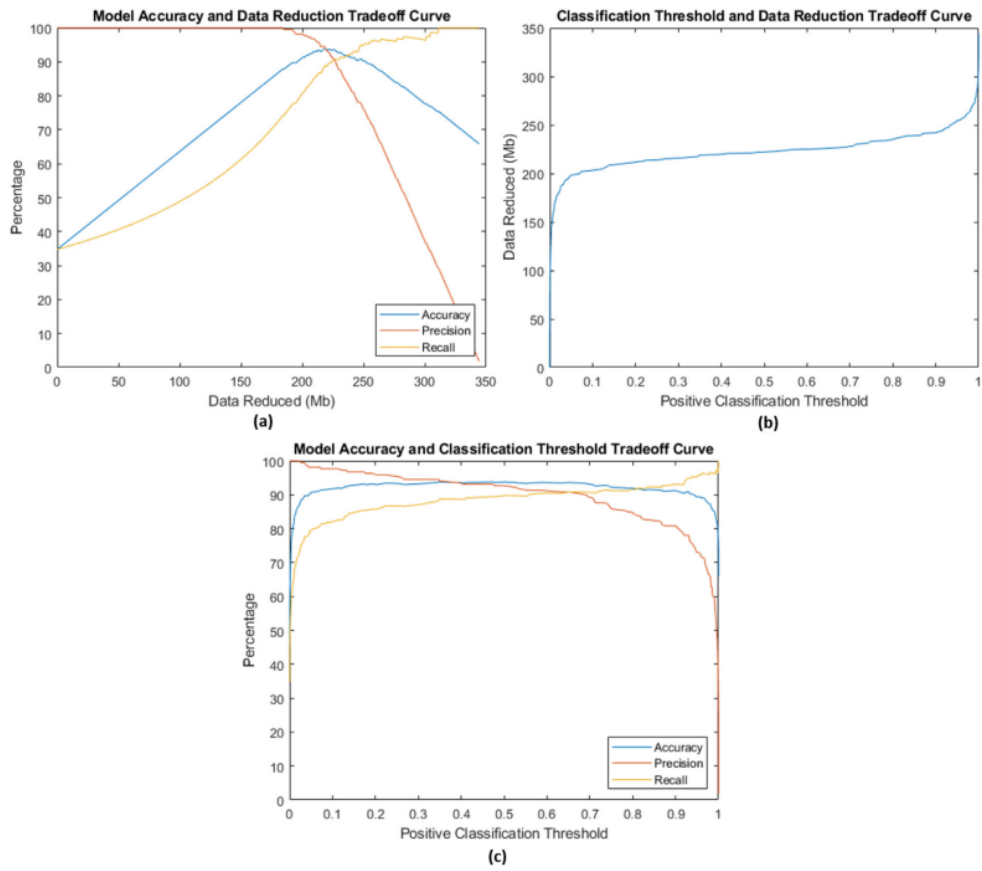 Model Accuracy and Data Reduction Tradeoff Curve
100
90
80
70
60
50
40
30
20
10
0
Percentage
0 50 100 150 200 250 300 350
Data Reduced (Mb)
Accuracy
Precision
Recall
(a)
Classification Threshold and Data Reduction Tradeoff Curve
350
300
250
200
150
100
50
0
Data Reduced (Mb)
0 0.1 0.2 0.3 0.4 0.5 0.6 0.7 0.8 0.9 1
Positive Classification Threshold
(b)
Model Accuracy and Classification Threshold Tradeoff Curve
100
90
80
70
60
50
40
30
20
10
0
Percentage
0 0.1 0.2 0.3 0.4 0.5 0.6 0.7 0.8 0.9 1
Positive Classification Threshold
Accuracy
Precision
Recall
(c)